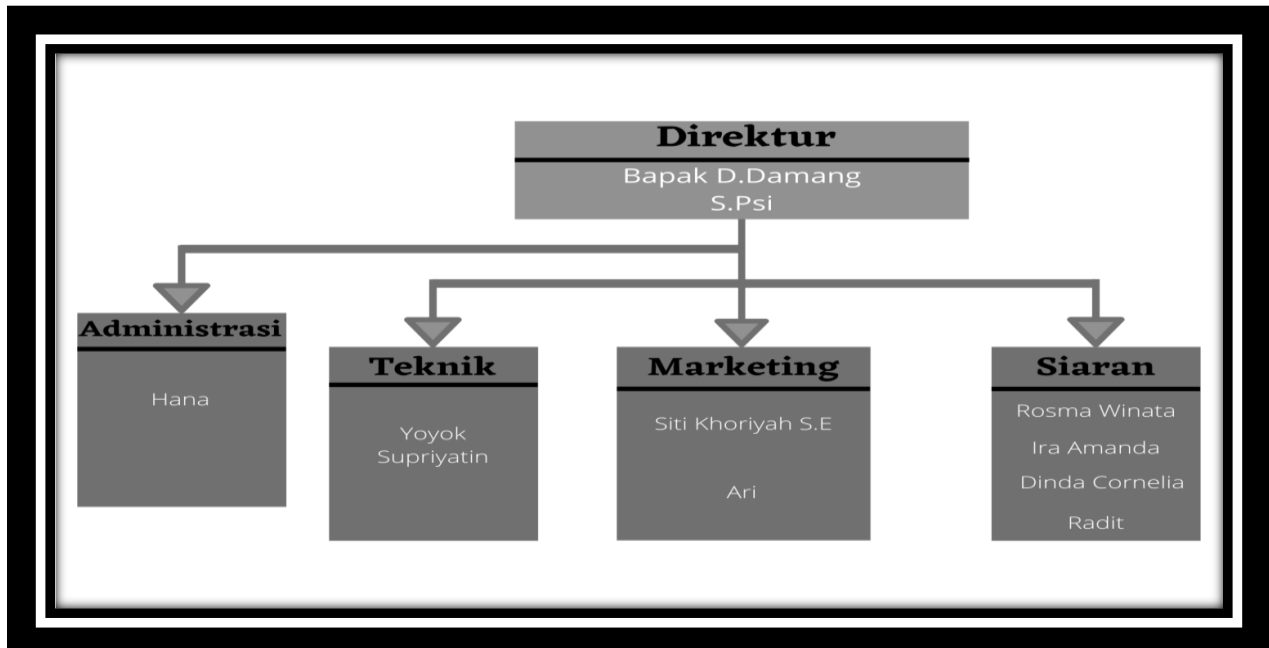 Direktur
Bapak D.Damang
S.Psi
Administrasi
Hana
Teknik
Yoyok
Supriyatin
Marketing
Siti Khoriyah S.E
Ari
Siaran
Rosma Winata
Ira Amanda
Dinda Cornelia
Radit